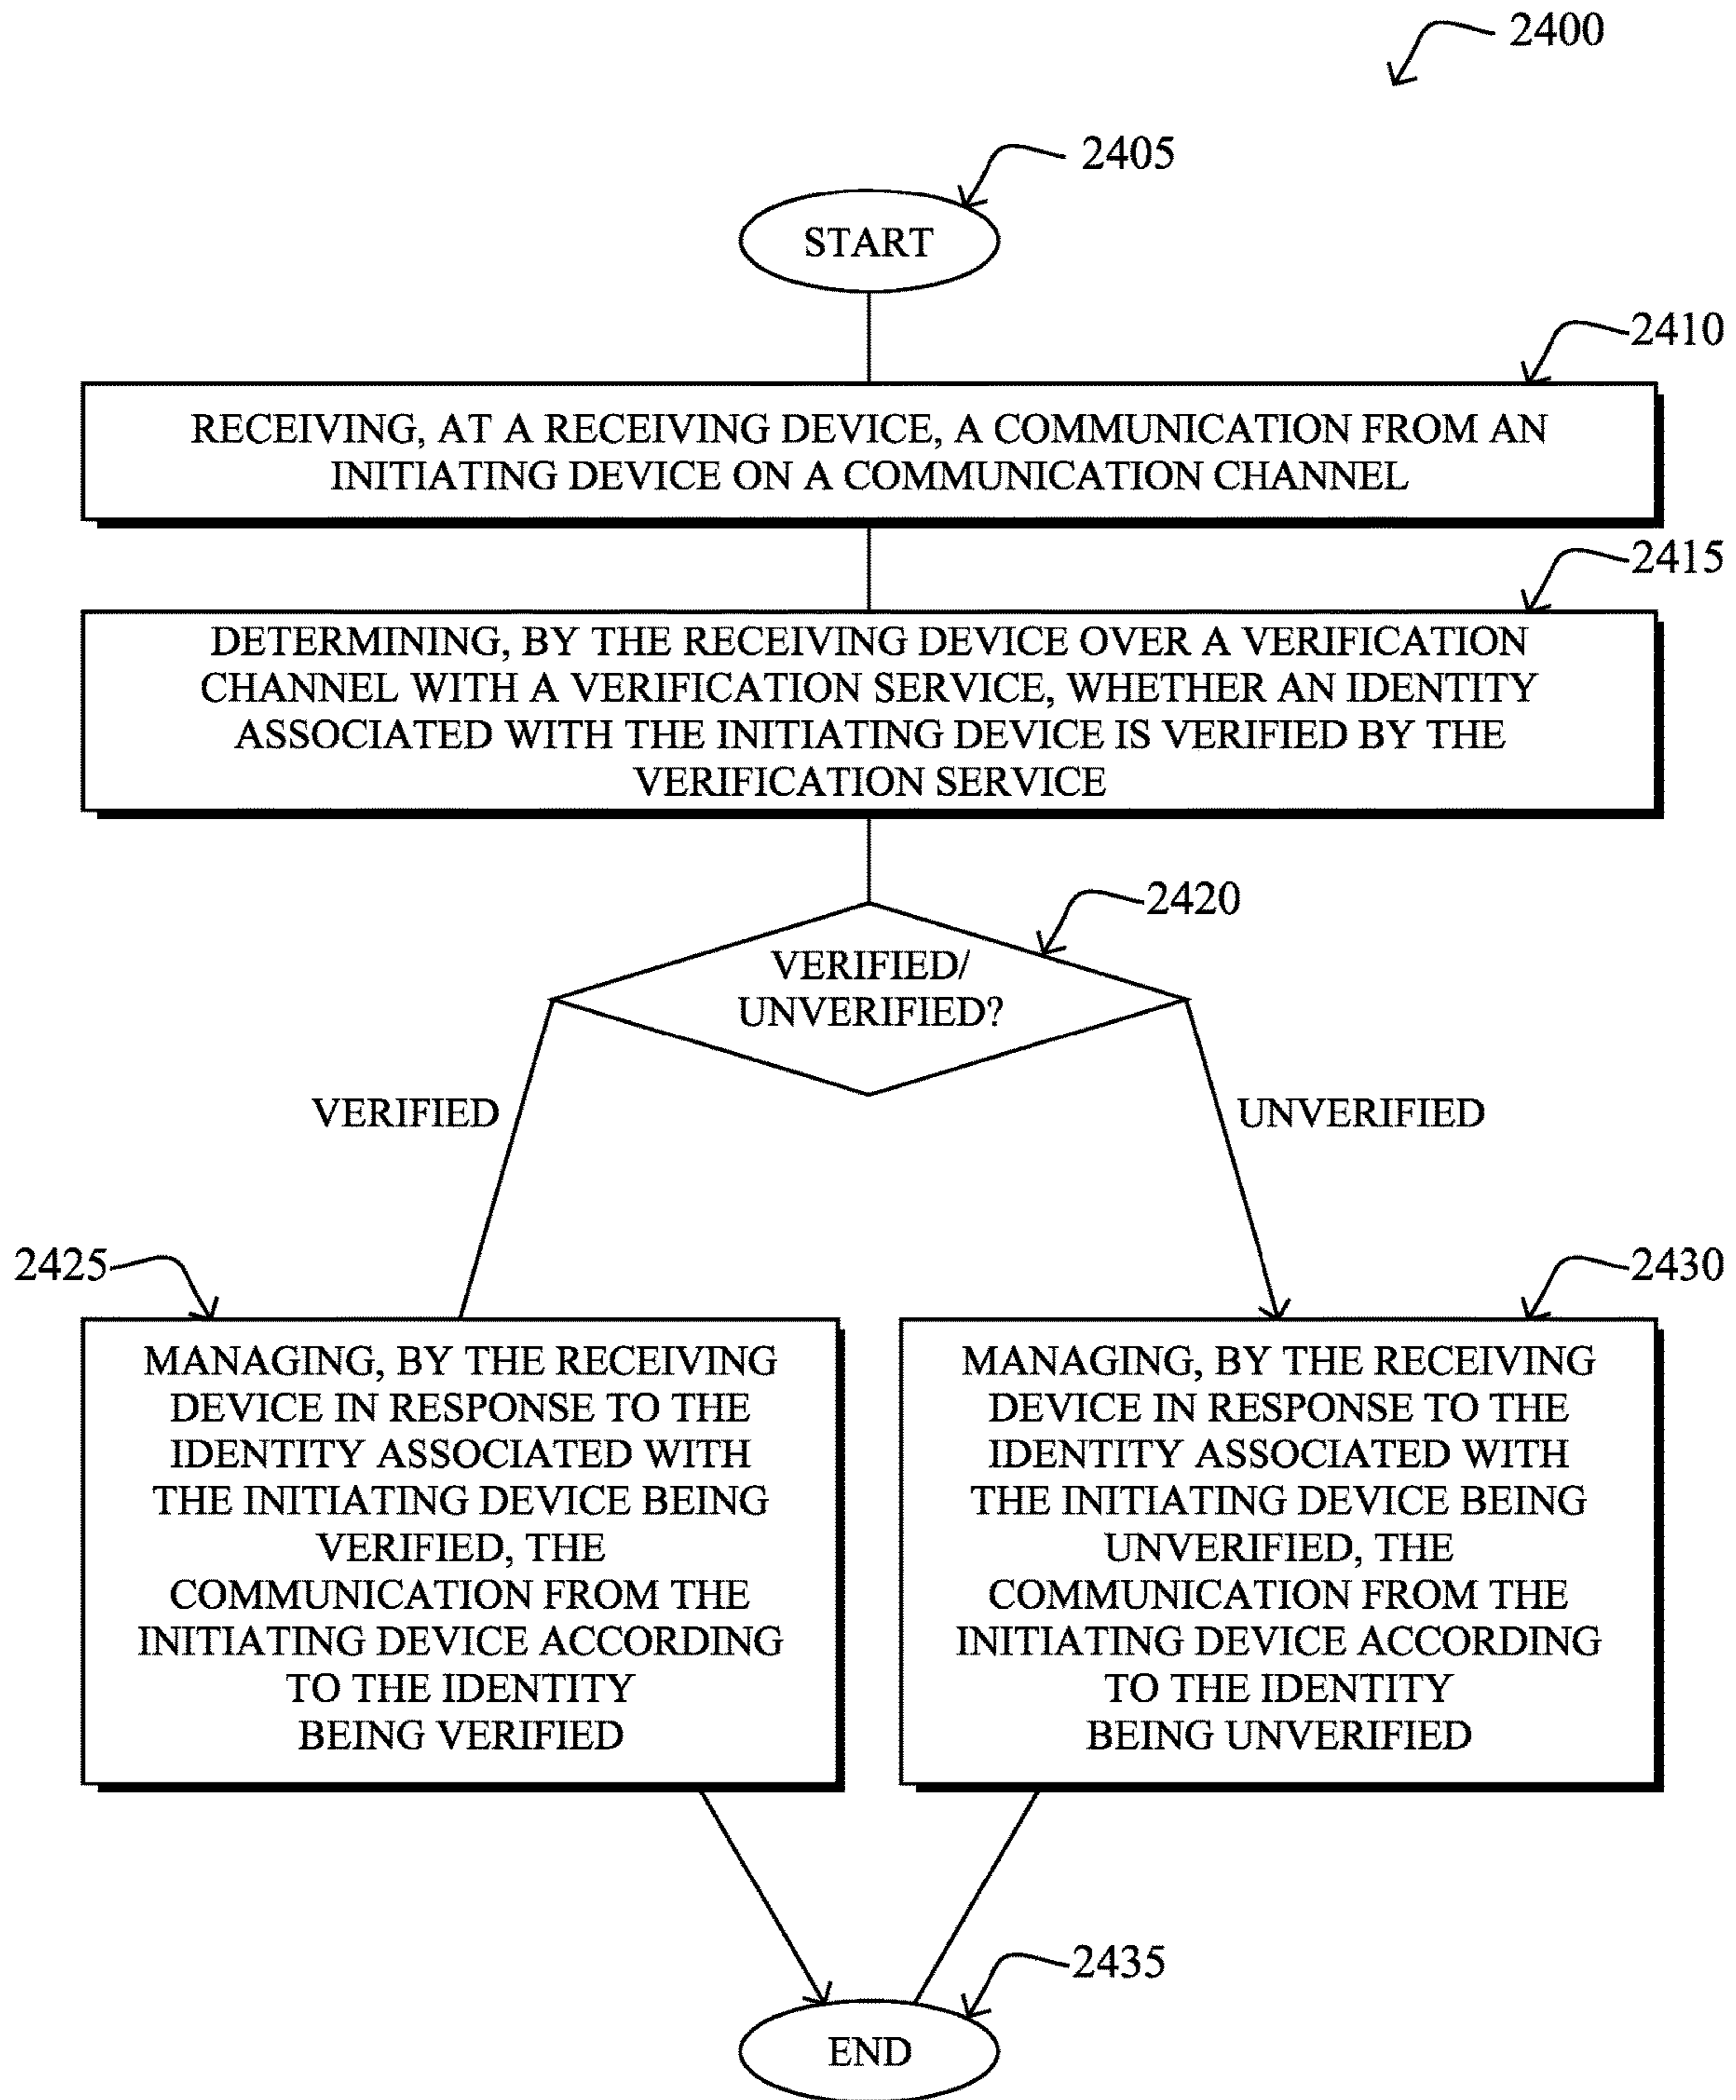 2400
2405
START
2410
RECEIVING, AT A RECEIVING DEVICE, A COMMUNICATION FROM AN
INITIATING DEVICE ON A COMMUNICATION CHANNEL
2415
DETERMINING, BY THE RECEIVING DEVICE OVER A VERIFICATION
CHANNEL WITH A VERIFICATION SERVICE, WHETHER AN IDENTITY
ASSOCIATED WITH THE INITIATING DEVICE IS VERIFIED BY THE
VERIFICATION SERVICE
2420
VERIFIED/
UNVERIFIED?
VERIFIED
UNVERIFIED
2425
MANAGING, BY THE RECEIVING
DEVICE IN RESPONSE TO THE
IDENTITY ASSOCIATED WITH
THE INITIATING DEVICE BEING
VERIFIED, THE
COMMUNICATION FROM THE
INITIATING DEVICE ACCORDING
TO THE IDENTITY
BEING VERIFIED
2430
MANAGING, BY THE RECEIVING
DEVICE IN RESPONSE TO THE
IDENTITY ASSOCIATED WITH
THE INITIATING DEVICE BEING
UNVERIFIED, THE
COMMUNICATION FROM THE
INITIATING DEVICE ACCORDING
TO THE IDENTITY
BEING UNVERIFIED
2435
END